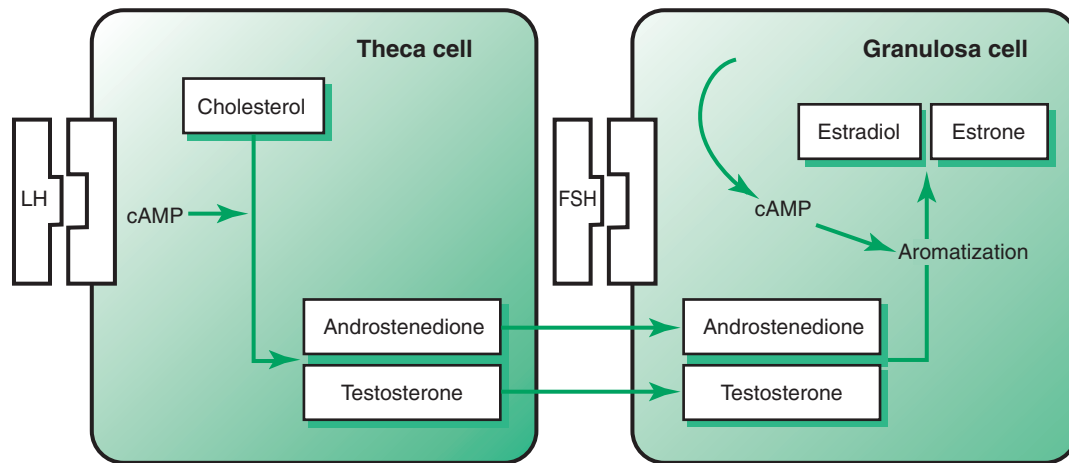 Theca cell
Cholesterol
LH
cAMP
Androstenedione
Testosterone
Granulosa cell
Estradiol
Estrone
FSH
cAMP
Aromatization
Androstenedione
Testosterone